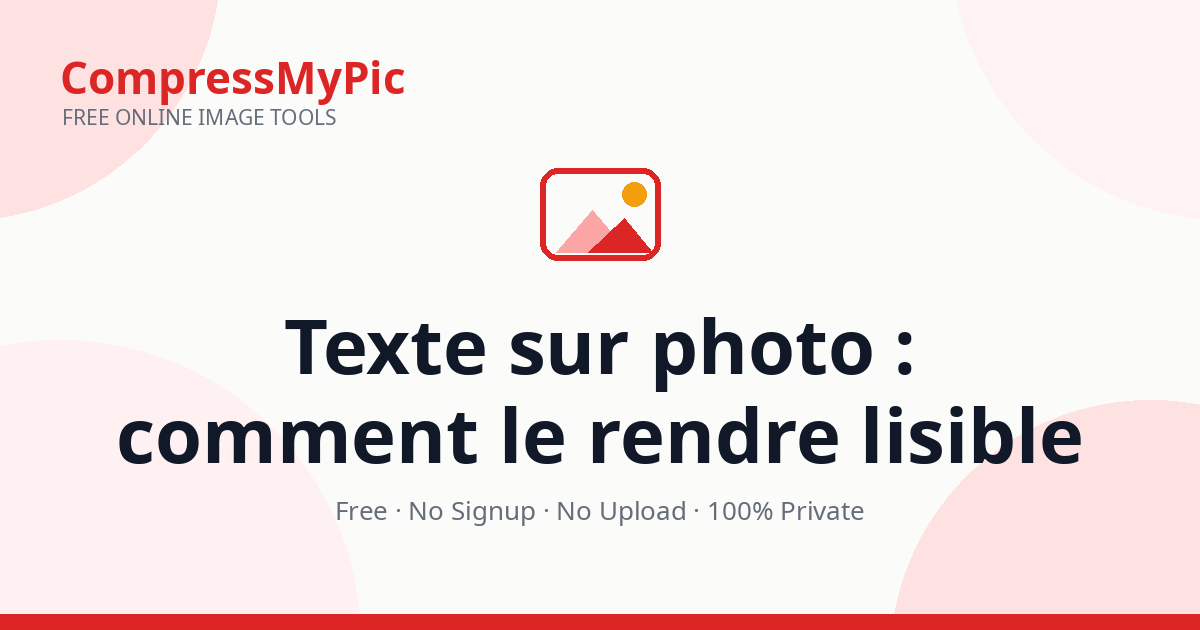 CompressMyPic
FREE ONLINE IMAGE TOOLS
Texte sur photo :
comment le rendre lisible
Free · No Signup · No Upload · 100% Private